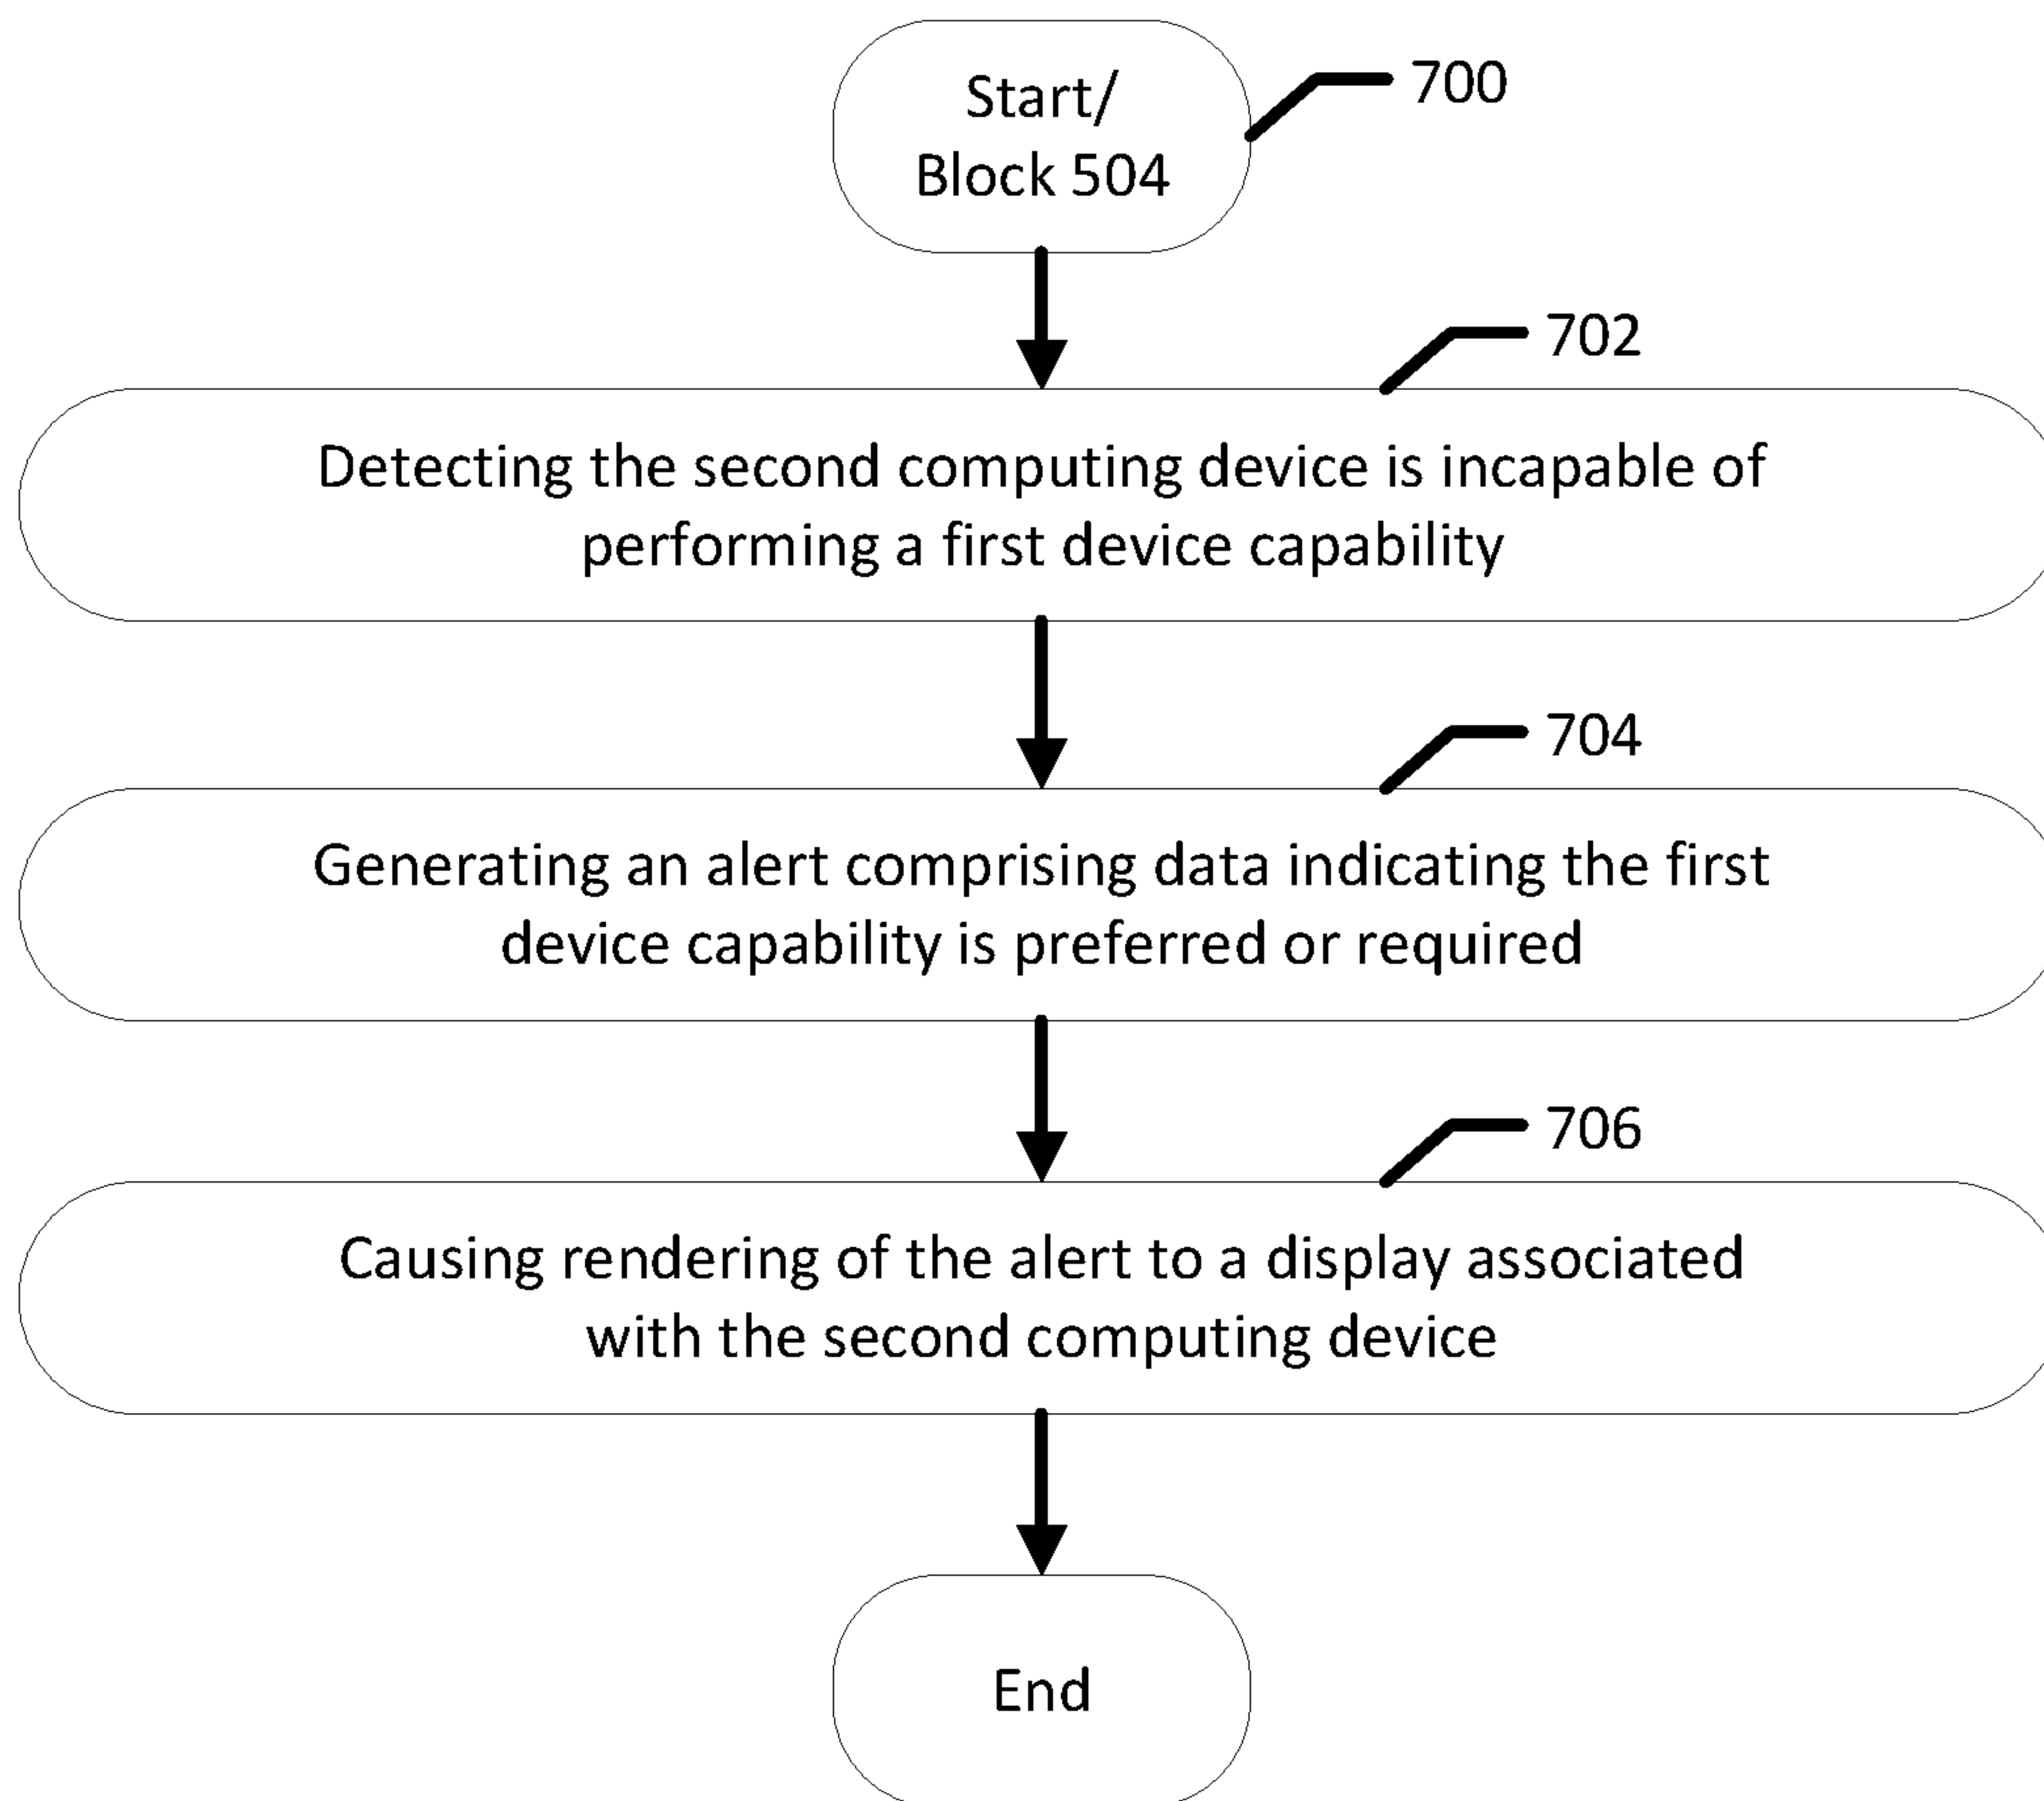 Start/
Block 504
700
702
Detecting the second computing device is incapable of
performing a first device capability
704
Generating an alert comprising data indicating the first
device capability is preferred or required
706
Causing rendering of the alert to a display associated
with the second computing device
End